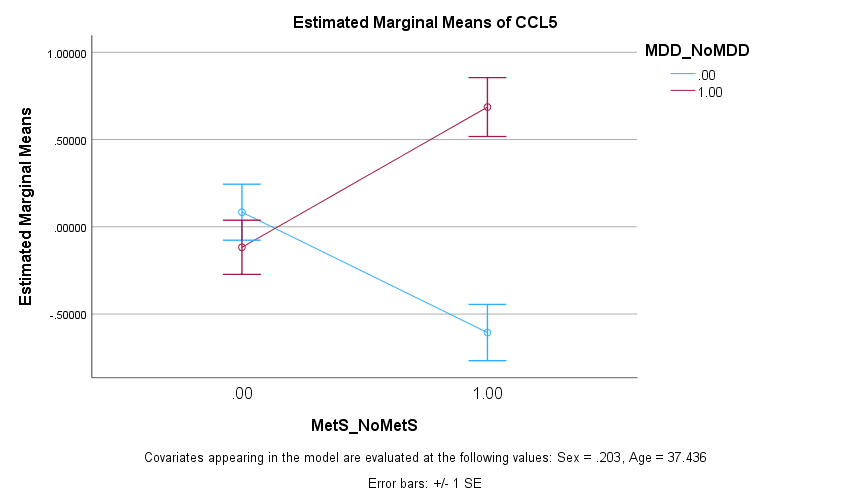 Estimated Marginal Means of CCL5
MDD_NoMDD
.00
1.00
Estimated Marginal Means
1.00000
.50000
.00000
-.50000
.00
1.00
MetS_NoMetS
Covariates appearing in the model are evaluated at the following values: Sex = .203, Age = 37.436
Error bars: +/- 1 SE